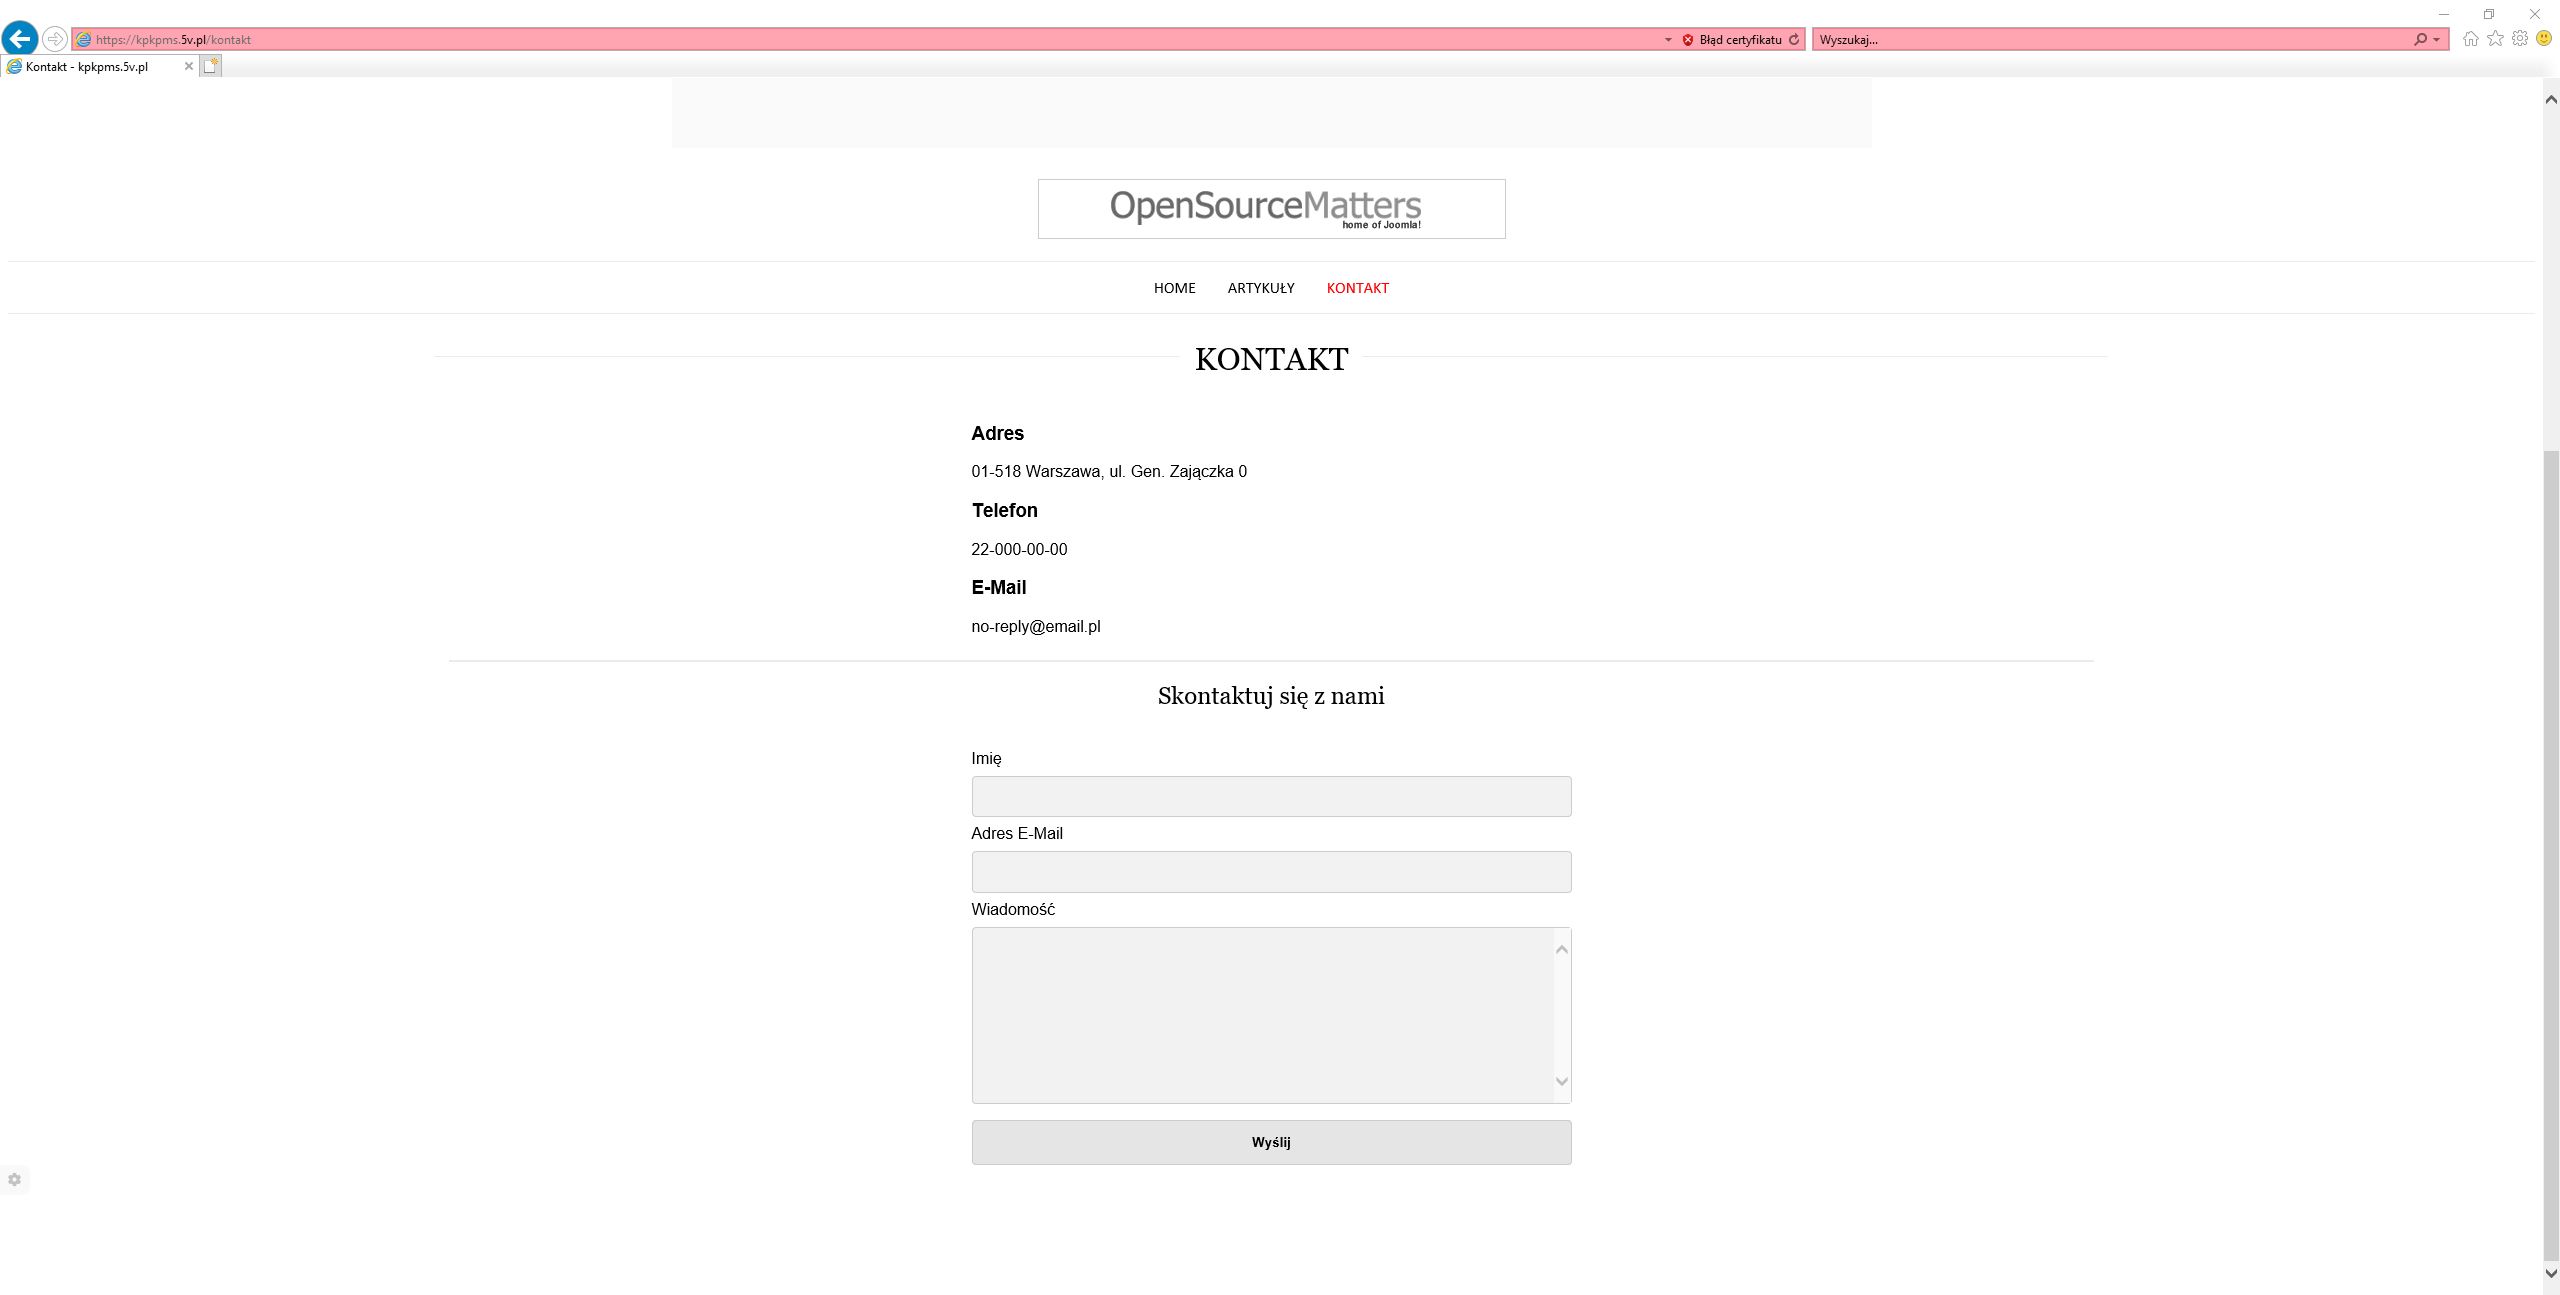 https://kpkpms.5v.pl/kontakt
Błąd certyfikatu
Wyszukaj...
Kontakt - kpkpms.5v.pl
OpenSourceMatters
home of Joomla!
HOME
ARTYKUŁY
KONTAKT
KONTAKT
Adres
01-518 Warszawa, ul. Gen. Zajączka 0
Telefon
22-000-00-00
E-Mail
no-reply@email.pl
Skontaktuj się z nami
Imię
Adres E-Mail
Wiadomość
Wyślij